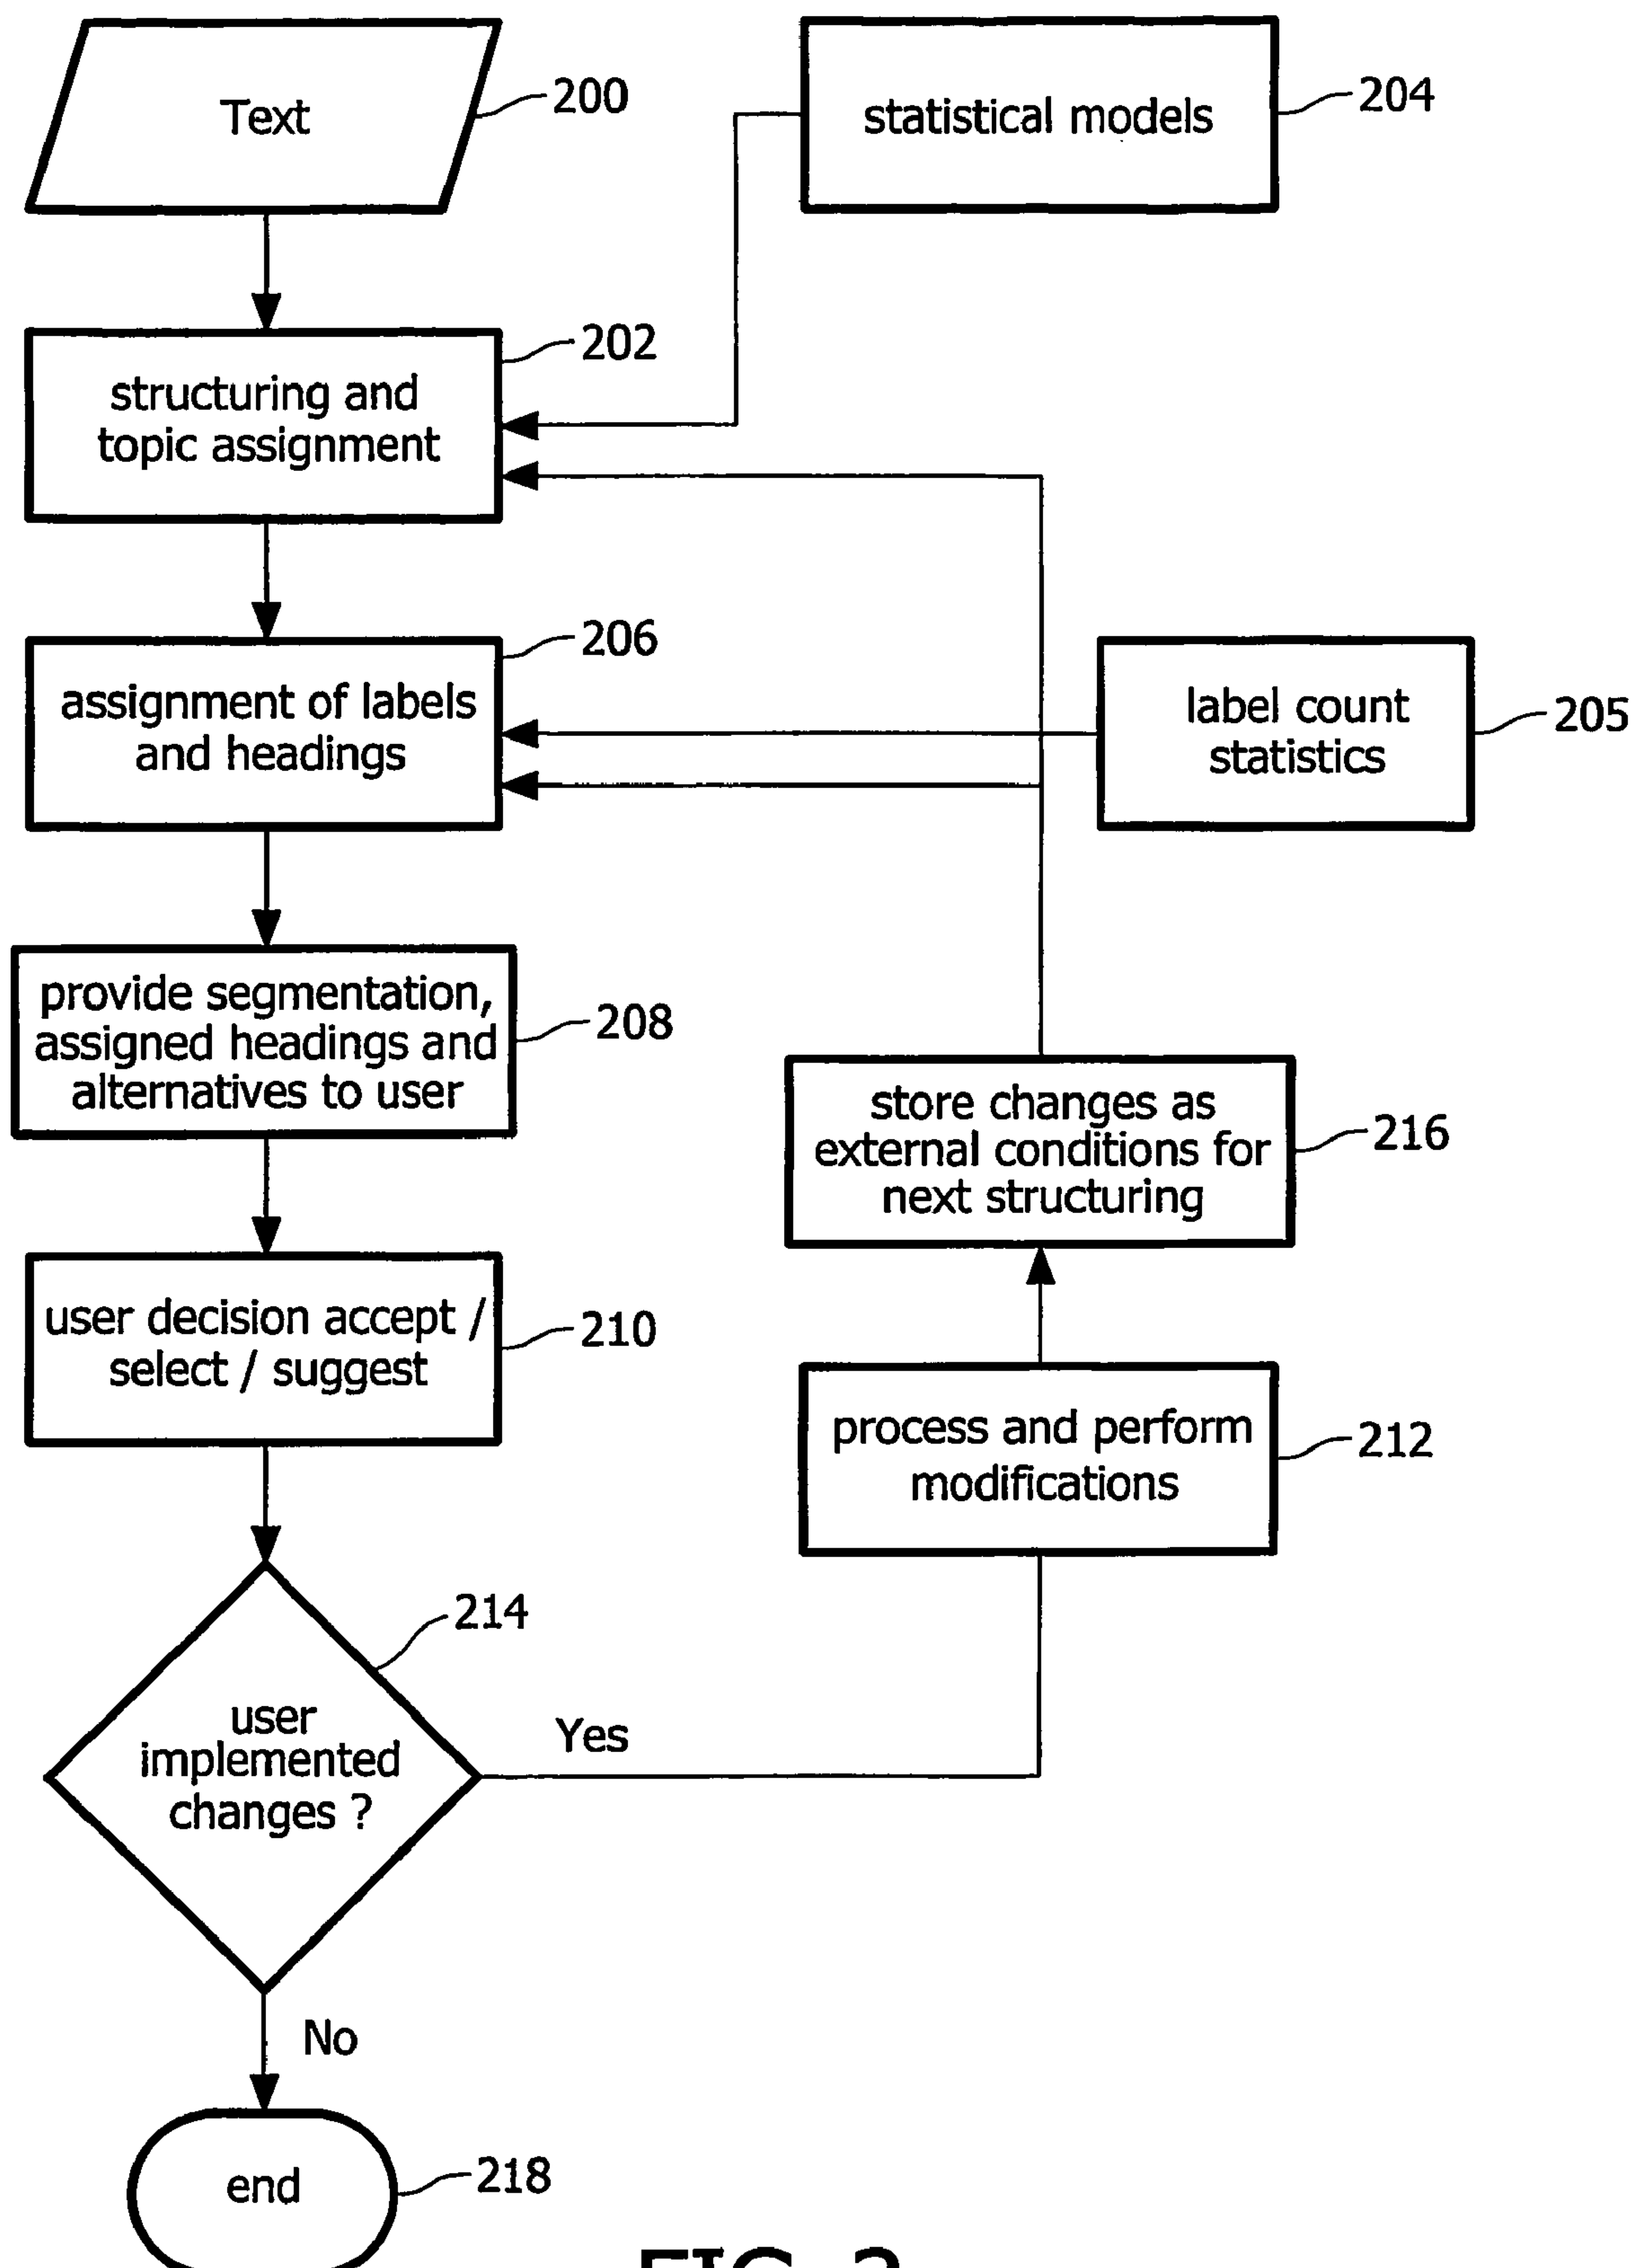 Text
200
statistical models
204
202
structuring and
topic assignment
206
assignment of labels
and headings
label count
statistics
205
provide segmentation,
assigned headings and
alternatives to user
208
store changes as
external conditions for
next structuring
216
user decision accept /
select / suggest
210
process and perform
modifications
212
214
user
implemented
changes ?
Yes
No
end
218